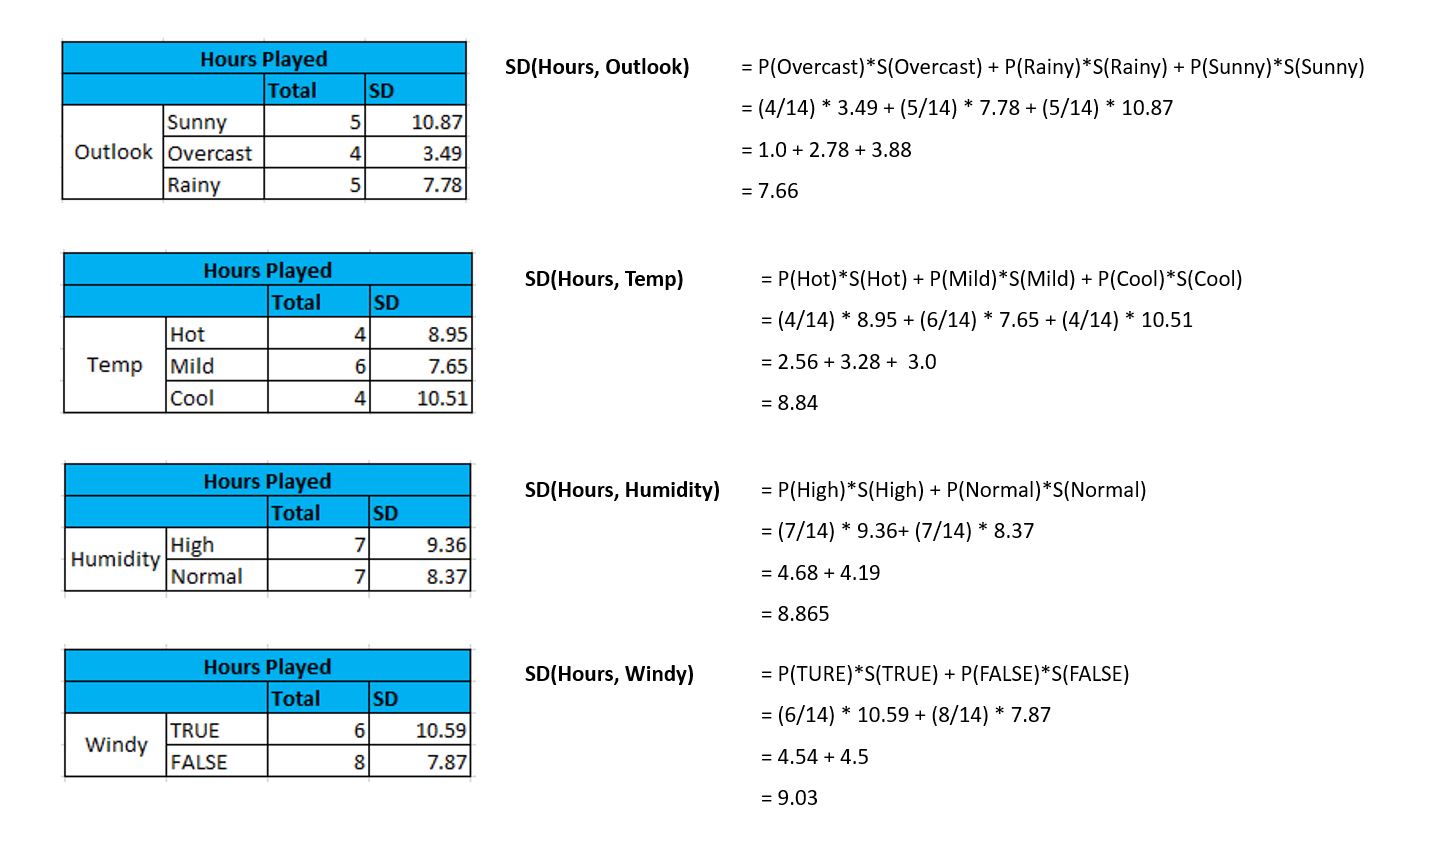 Hours Played
Total SD
Outlook
Sunny 5 10.87
Overcast 4 3.49
Rainy 5 7.78
SD(Hours, Outlook) = P(Overcast)*S(Overcast) + P(Rainy)*S(Rainy) + P(Sunny)*S(Sunny)
= (4/14) * 3.49 + (5/14) * 7.78 + (5/14) * 10.87
= 1.0 + 2.78 + 3.88
= 7.66
Hours Played
Total SD
Temp
Hot 4 8.95
Mild 6 7.65
Cool 4 10.51
SD(Hours, Temp) = P(Hot)*S(Hot) + P(Mild)*S(Mild) + P(Cool)*S(Cool)
= (4/14) * 8.95 + (6/14) * 7.65 + (4/14) * 10.51
= 2.56 + 3.28 + 3.0
= 8.84
Hours Played
Total SD
Humidity
High 7 9.36
Normal 7 8.37
SD(Hours, Humidity) = P(High)*S(High) + P(Normal)*S(Normal)
= (7/14) * 9.36+ (7/14) * 8.37
= 4.68 + 4.19
= 8.865
Hours Played
Total SD
Windy
TRUE 6 10.59
FALSE 8 7.87
SD(Hours, Windy) = P(TURE)*S(TRUE) + P(FALSE)*S(FALSE)
= (6/14) * 10.59 + (8/14) * 7.87
= 4.54 + 4.5
= 9.03